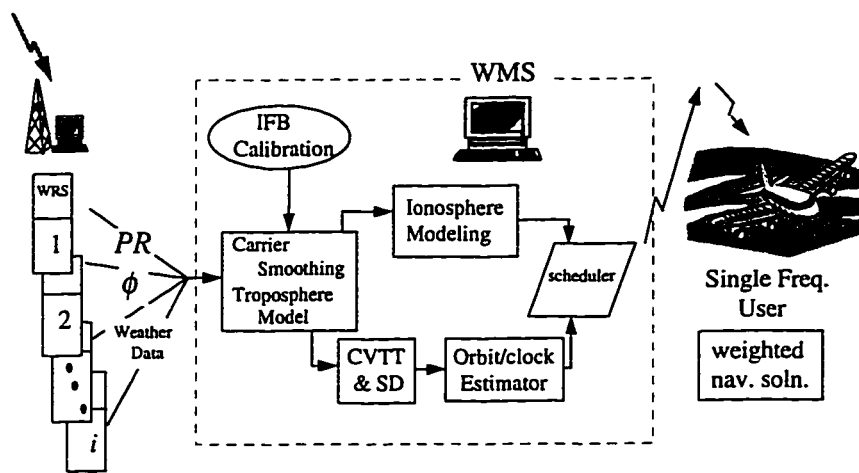 WMS
IFB
Calibration
WRS
1
2
i
PR
ϕ
Weather
Data
Carrier
Smoothing
Troposphere
Model
Ionosphere
Modeling
CVTT
& SD
Orbit/clock
Estimator
scheduler
Single Freq.
User
weighted
nav. soln.